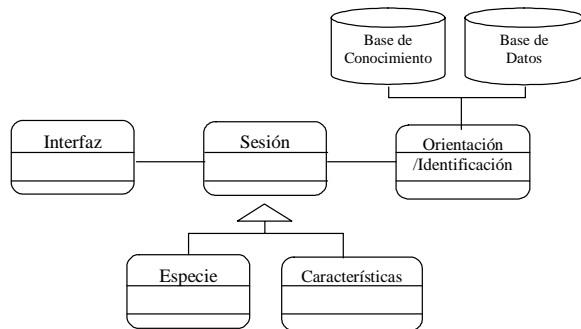 Base de
Conocimiento
Base de
Datos
Interfaz
Sesión
Orientación
/Identificación
Especie
Características